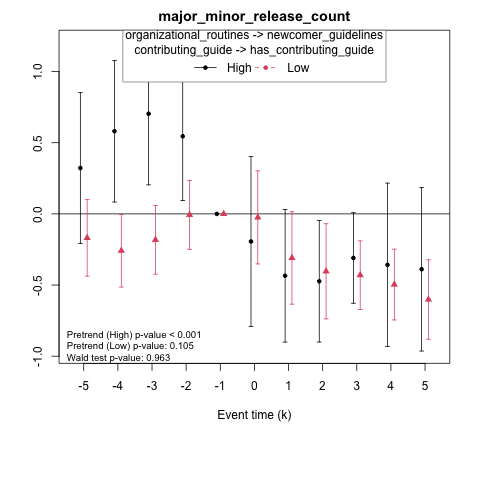 major_minor_release_count
organizational_routines -> newcomer_guidelines
contributing_guide -> has_contributing_guide
High Low
1.0
0.5
0.0
-0.5
-1.0
Pretrend (High) p-value < 0.001
Pretrend (Low) p-value: 0.105
Wald test p-value: 0.963
-5 -4 -3 -2 -1 0 1 2 3 4 5
Event time (k)